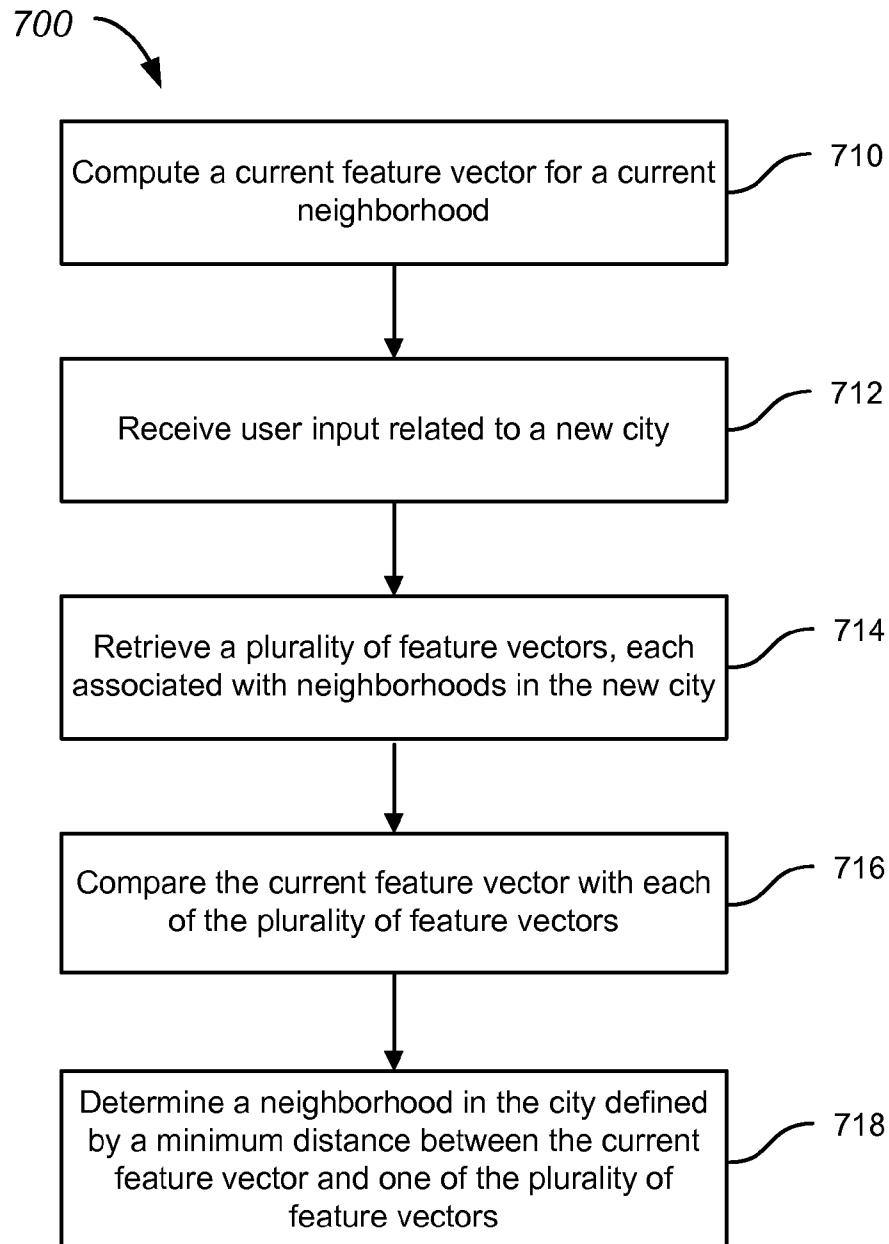 700
Compute a current feature vector for a current
neighborhood
710
Receive user input related to a new city
712
Retrieve a plurality of feature vectors, each
associated with neighborhoods in the new city
714
Compare the current feature vector with each
of the plurality of feature vectors
716
Determine a neighborhood in the city defined
by a minimum distance between the current
feature vector and one of the plurality of
feature vectors
718